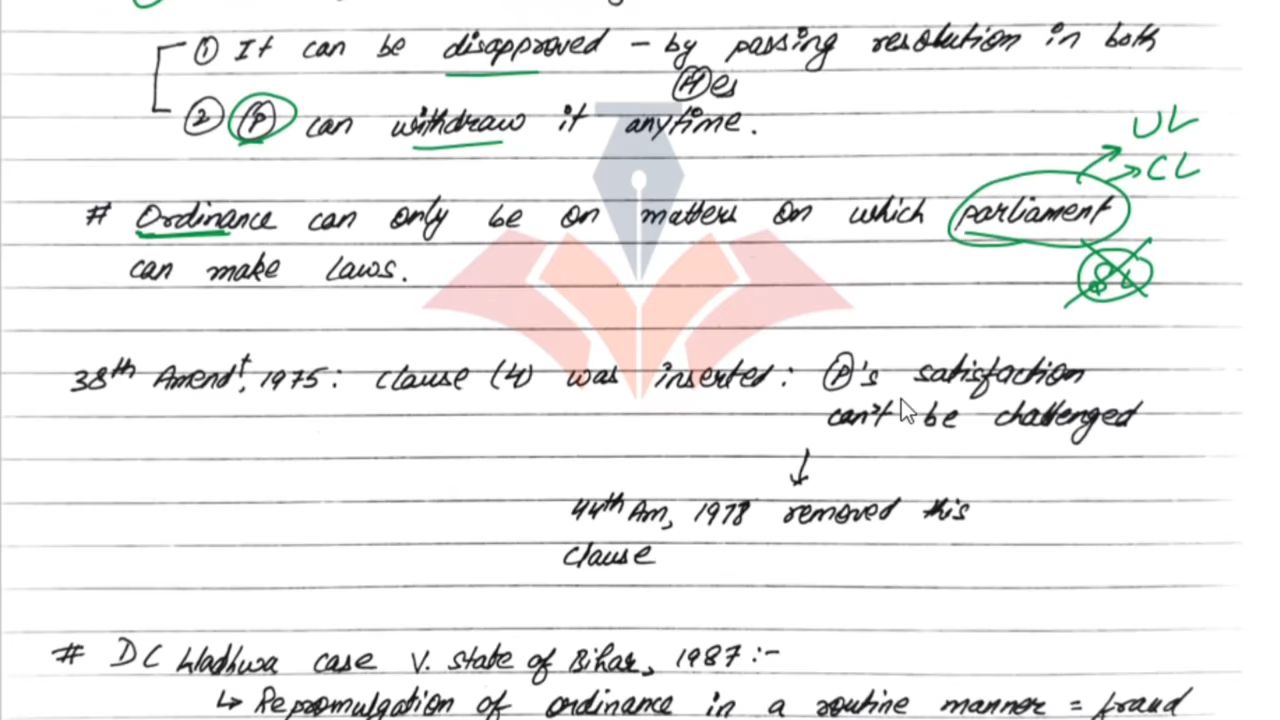 ① It can be disapproved - by passing resolution in both
Ⓗes
② Ⓟ can withdraw it anytime.
UL
CL
# Ordinance can only be on matters on which parliament
SL
can make laws.
38th Amendt, 1975: Clause (4) was inserted: Ⓟ's satisfaction
can't be challenged
↓
44th Am, 1978 removed this
Clause
# DC Wadhwa case V. State of Bihar, 1987:-
↳ Repromulgation of ordinance in a routine manner = fraud